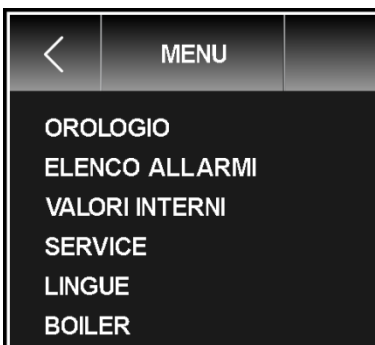 MENU
OROLOGIO
ELENCO ALLARMI
VALORI INTERNI
SERVICE
LINGUE
BOILER